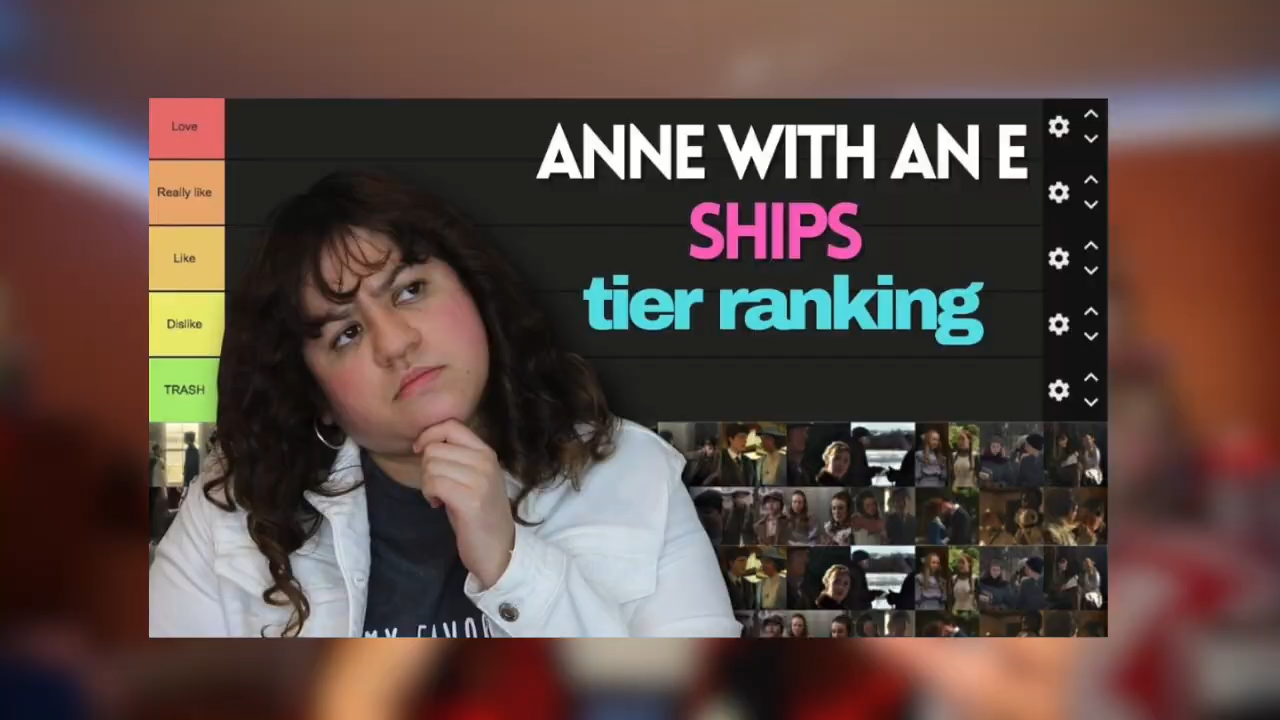 Love
ANNE WITH AN E
Really like
SHIPS
Like
tier ranking
Dislike
TRASH